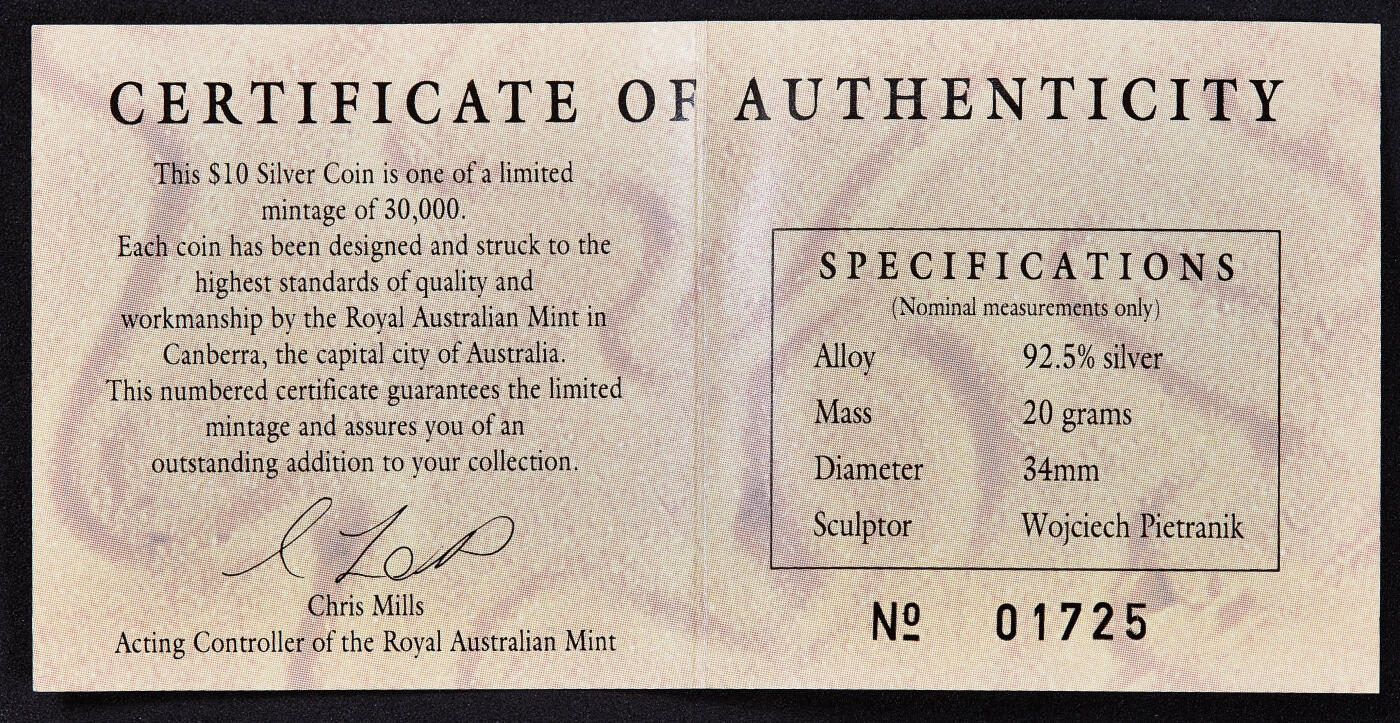 CERTIFICATE OF AUTHENTICITY
This $10 Silver Coin is one of a limited
mintage of 30,000.
Each coin has been designed and struck to the
highest standards of quality and
workmanship by the Royal Australian Mint in
Canberra, the capital city of Australia.
This numbered certificate guarantees the limited
mintage and assures you of an
outstanding addition to your collection.
Chris Mills
Acting Controller of the Royal Australian Mint
SPECIFICATIONS
(Nominal measurements only)
Alloy 92.5% silver
Mass 20 grams
Diameter 34mm
Sculptor Wojciech Pietranik
Nº 01725